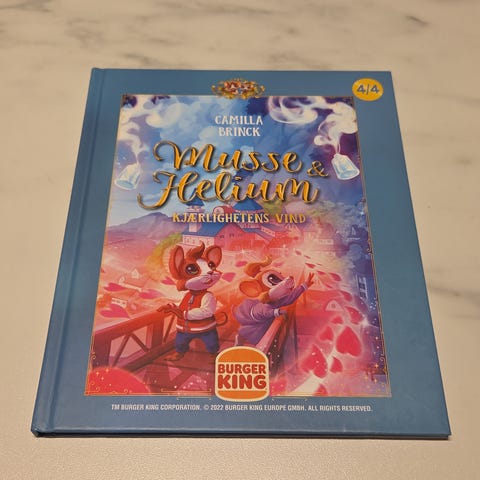 4/4
CAMILLA
BRINCK
Musse &
Helium
KJÆRLIGHETENS VIND
BURGER
KING
TM BURGER KING CORPORATION. © 2022 BURGER KING EUROPE GMBH. ALL RIGHTS RESERVED.